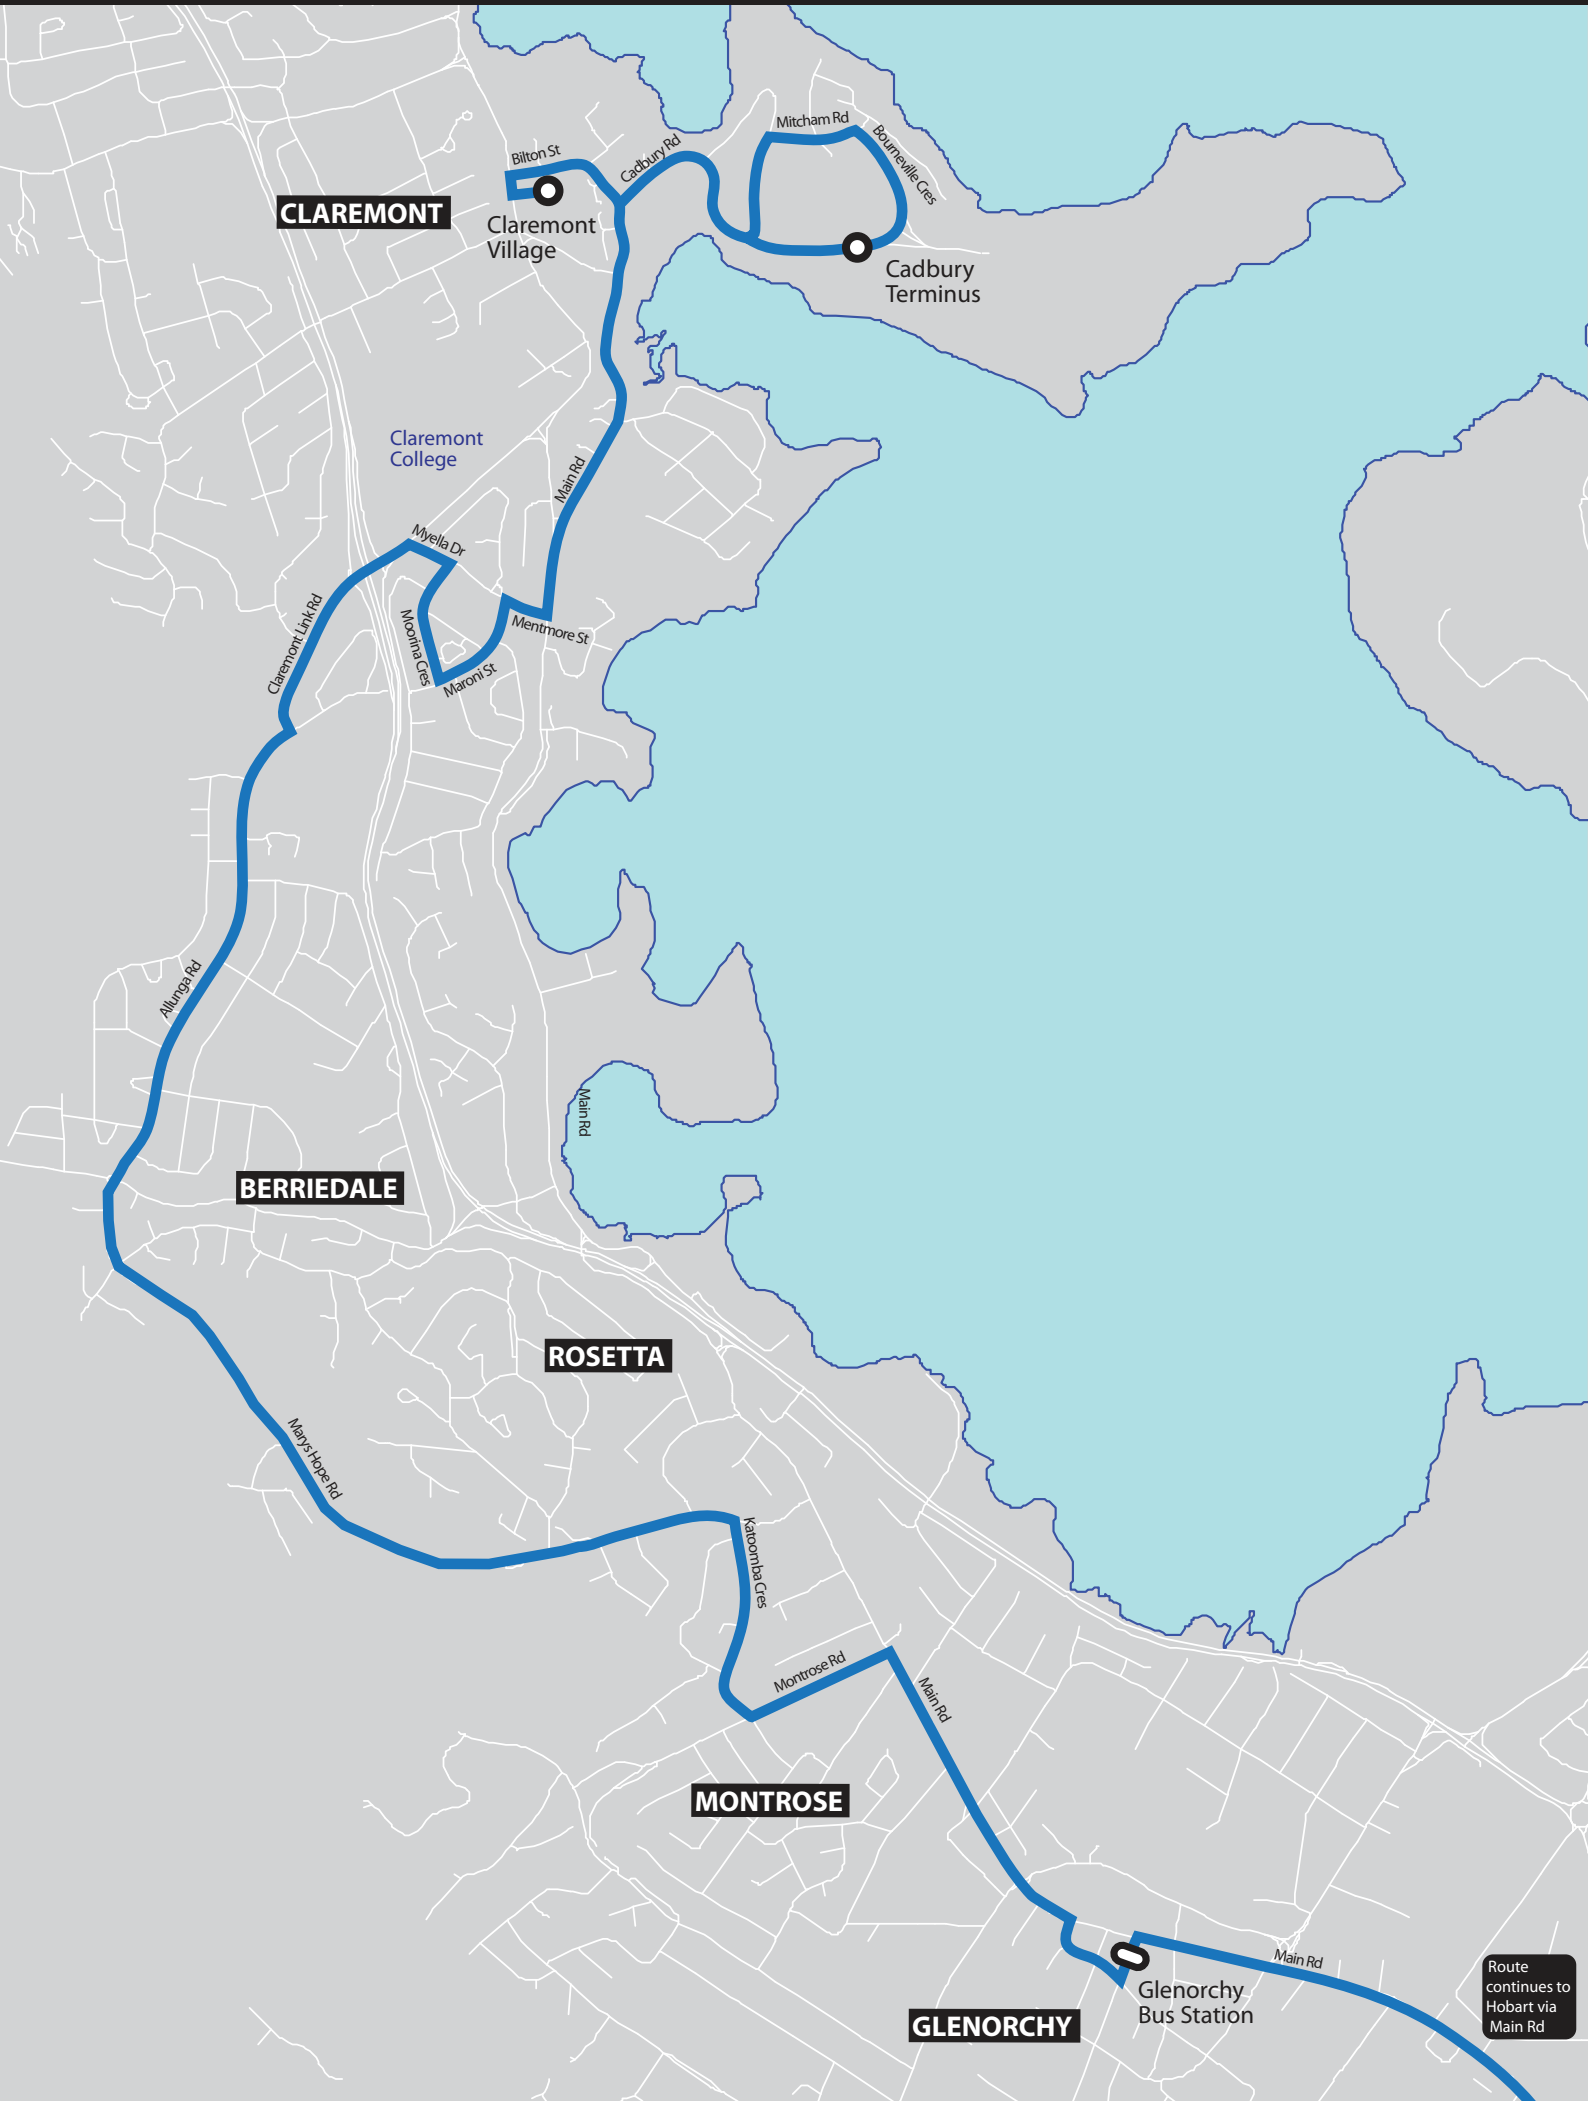 Mitcham Rd
Bourneville Cres
Cadbury Rd
Bilton St
CLAREMONT
Claremont
Village
Cadbury
Terminus
Claremont
College
Main Rd
Myella Dr
Claremont Link Rd
Moorina Cres
Mentmore St
Maroni St
Allunga Rd
Main Rd
BERRIEDALE
ROSETTA
Marys Hope Rd
Katoomba Cres
Montrose Rd
Main Rd
MONTROSE
Main Rd
Glenorchy
Bus Station
GLENORCHY
Route
continues to
Hobart via
Main Rd